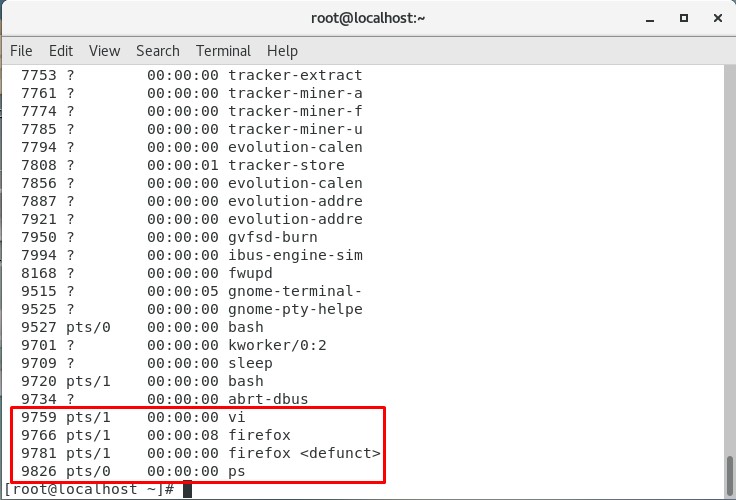 root@localhost:~
File Edit View Search Terminal Help
7753 ? 00:00:00 tracker-extract
7761 ? 00:00:00 tracker-miner-a
7774 ? 00:00:00 tracker-miner-f
7785 ? 00:00:00 tracker-miner-u
7794 ? 00:00:00 evolution-calen
7808 ? 00:00:01 tracker-store
7856 ? 00:00:00 evolution-calen
7887 ? 00:00:00 evolution-addre
7921 ? 00:00:00 evolution-addre
7950 ? 00:00:00 gvfsd-burn
7994 ? 00:00:00 ibus-engine-sim
8168 ? 00:00:00 fwupd
9515 ? 00:00:05 gnome-terminal-
9525 ? 00:00:00 gnome-pty-helpe
9527 pts/0 00:00:00 bash
9701 ? 00:00:00 kworker/0:2
9709 ? 00:00:00 sleep
9720 pts/1 00:00:00 bash
9734 ? 00:00:00 abrt-dbus
9759 pts/1 00:00:00 vi
9766 pts/1 00:00:08 firefox
9781 pts/1 00:00:00 firefox <defunct>
9826 pts/0 00:00:00 ps
[root@localhost ~]#